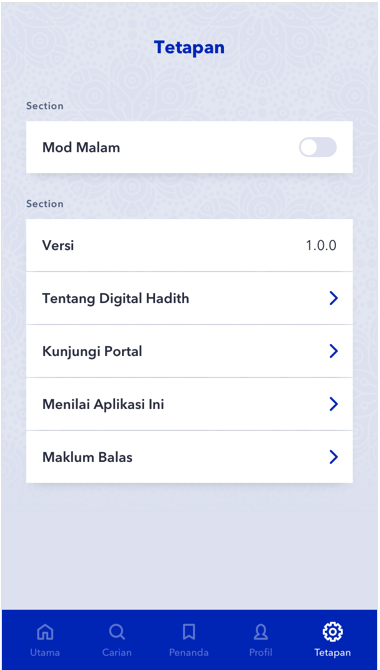 Tetapan
Section
Mod Malam
Section
Versi 1.0.0
Tentang Digital Hadith
Kunjungi Portal
Menilai Aplikasi Ini
Maklum Balas
Utama Carian Penanda Profil Tetapan